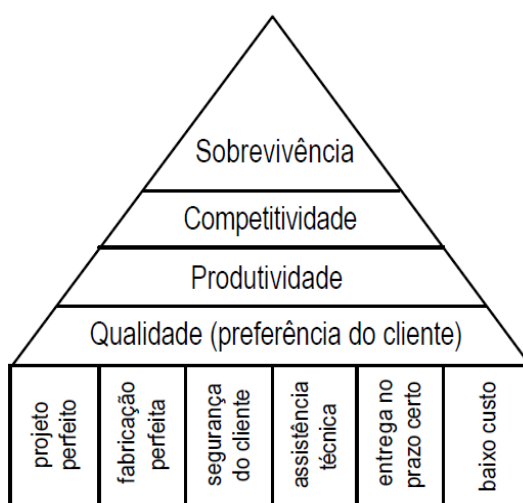 Sobrevivência
Competitividade
Produtividade
Qualidade (preferência do cliente)
projeto
perfeito
fabricação
perfeita
segurança
do cliente
assistência
técnica
entrega no
prazo certo
baixo custo